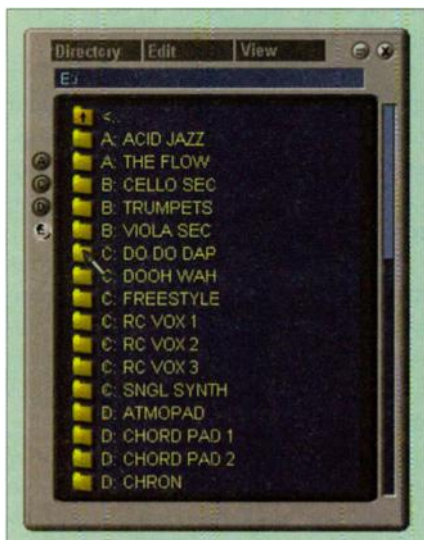 Directory Edit View
E:/
<..
A: ACID JAZZ
A: THE FLOW
B: CELLO SEC
B: TRUMPETS
B: VIOLA SEC
C: DO DO DAP
C: DOOH WAH
C: FREESTYLE
C: RC VOX 1
C: RC VOX 2
C: RC VOX 3
C: SNGL SYNTH
D: ATMOPAD
D: CHORD PAD 1
D: CHORD PAD 2
D: CHRON
A
C
D
E